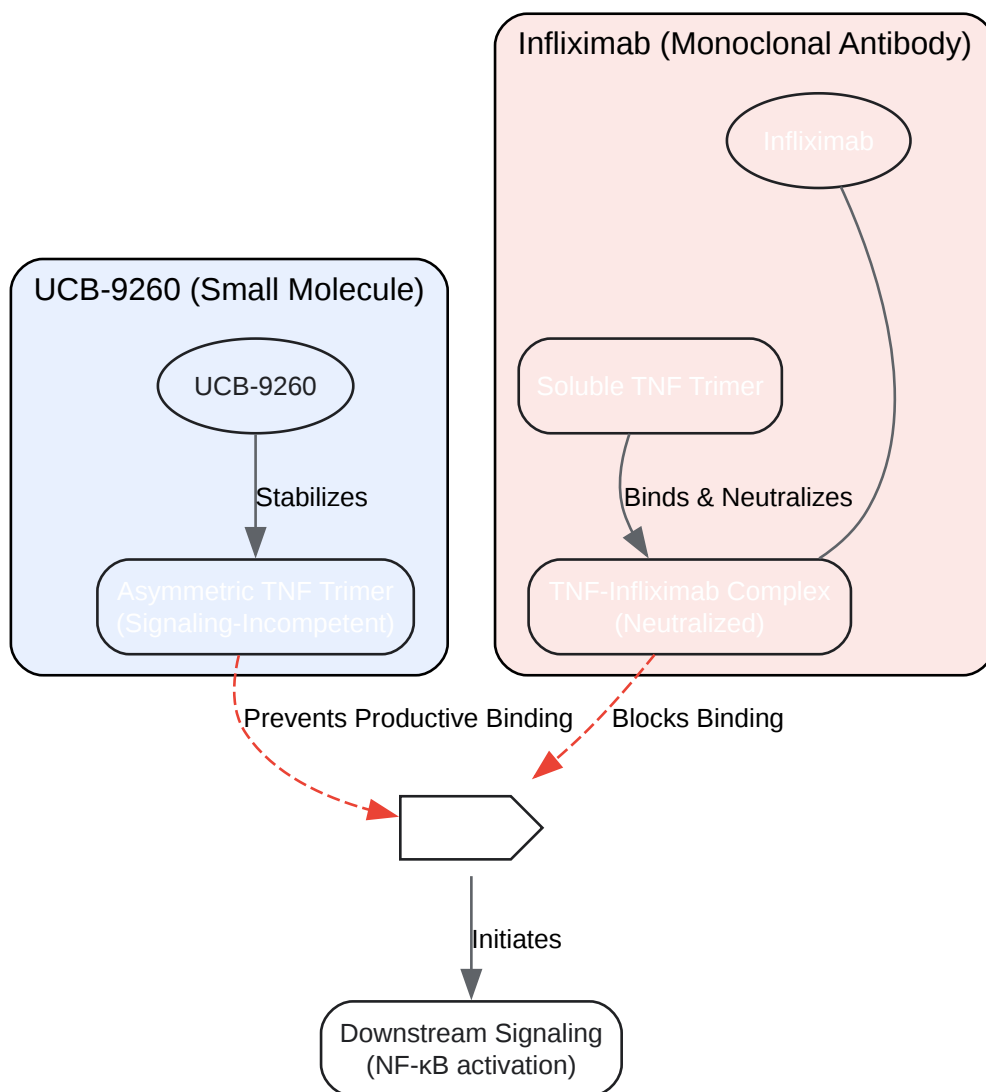 Infliximab (Monoclonal Antibody)
Infliximab
UCB-9260 (Small Molecule)
UCB-9260
Soluble TNF Trimer
Stabilizes
Binds & Neutralizes
Asymmetric TNF Trimer
(Signaling-Incompetent)
TNF-Infliximab Complex
(Neutralized)
Prevents Productive Binding
Blocks Binding
Initiates
Downstream Signaling
(NF-κB activation)